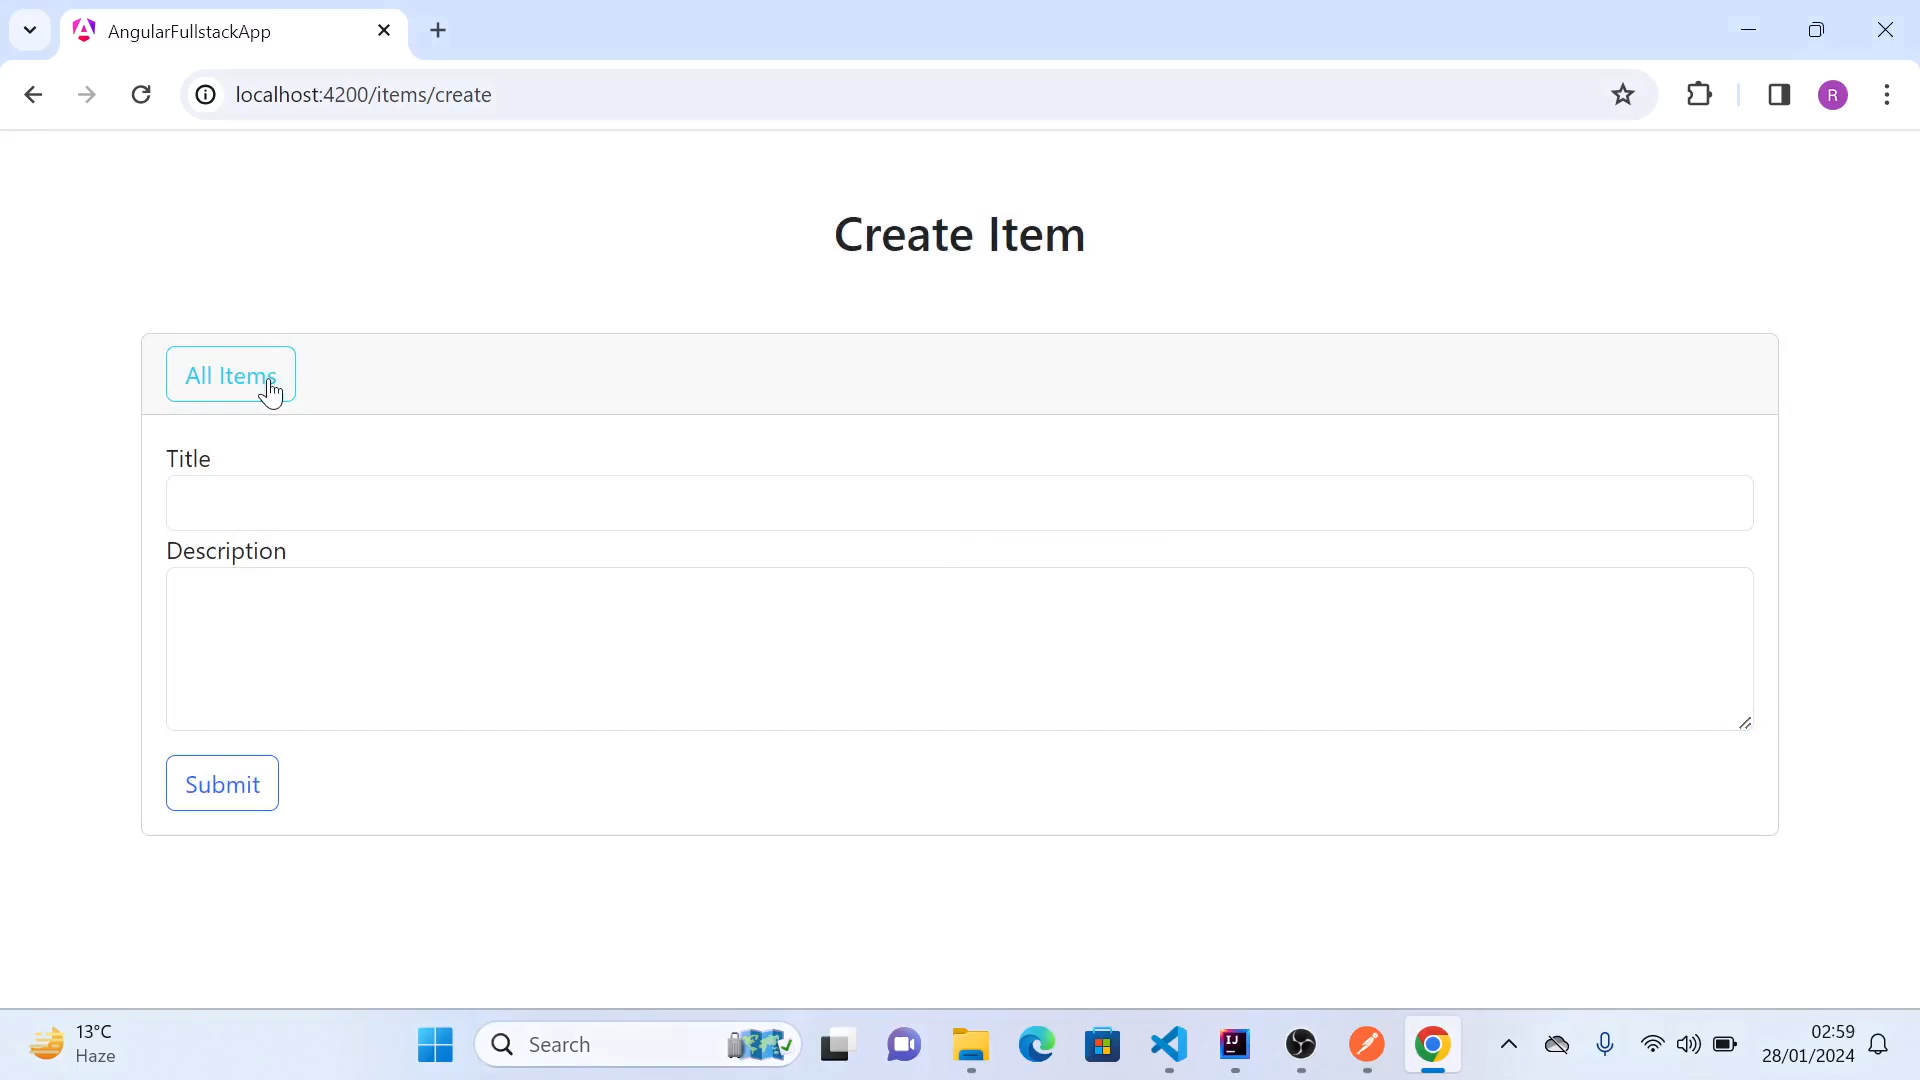 AngularFullstackApp
localhost:4200/items/create
R
Create Item
All Items
Title
Description
Submit
13°C
Haze
Search
IJ
02:59
28/01/2024